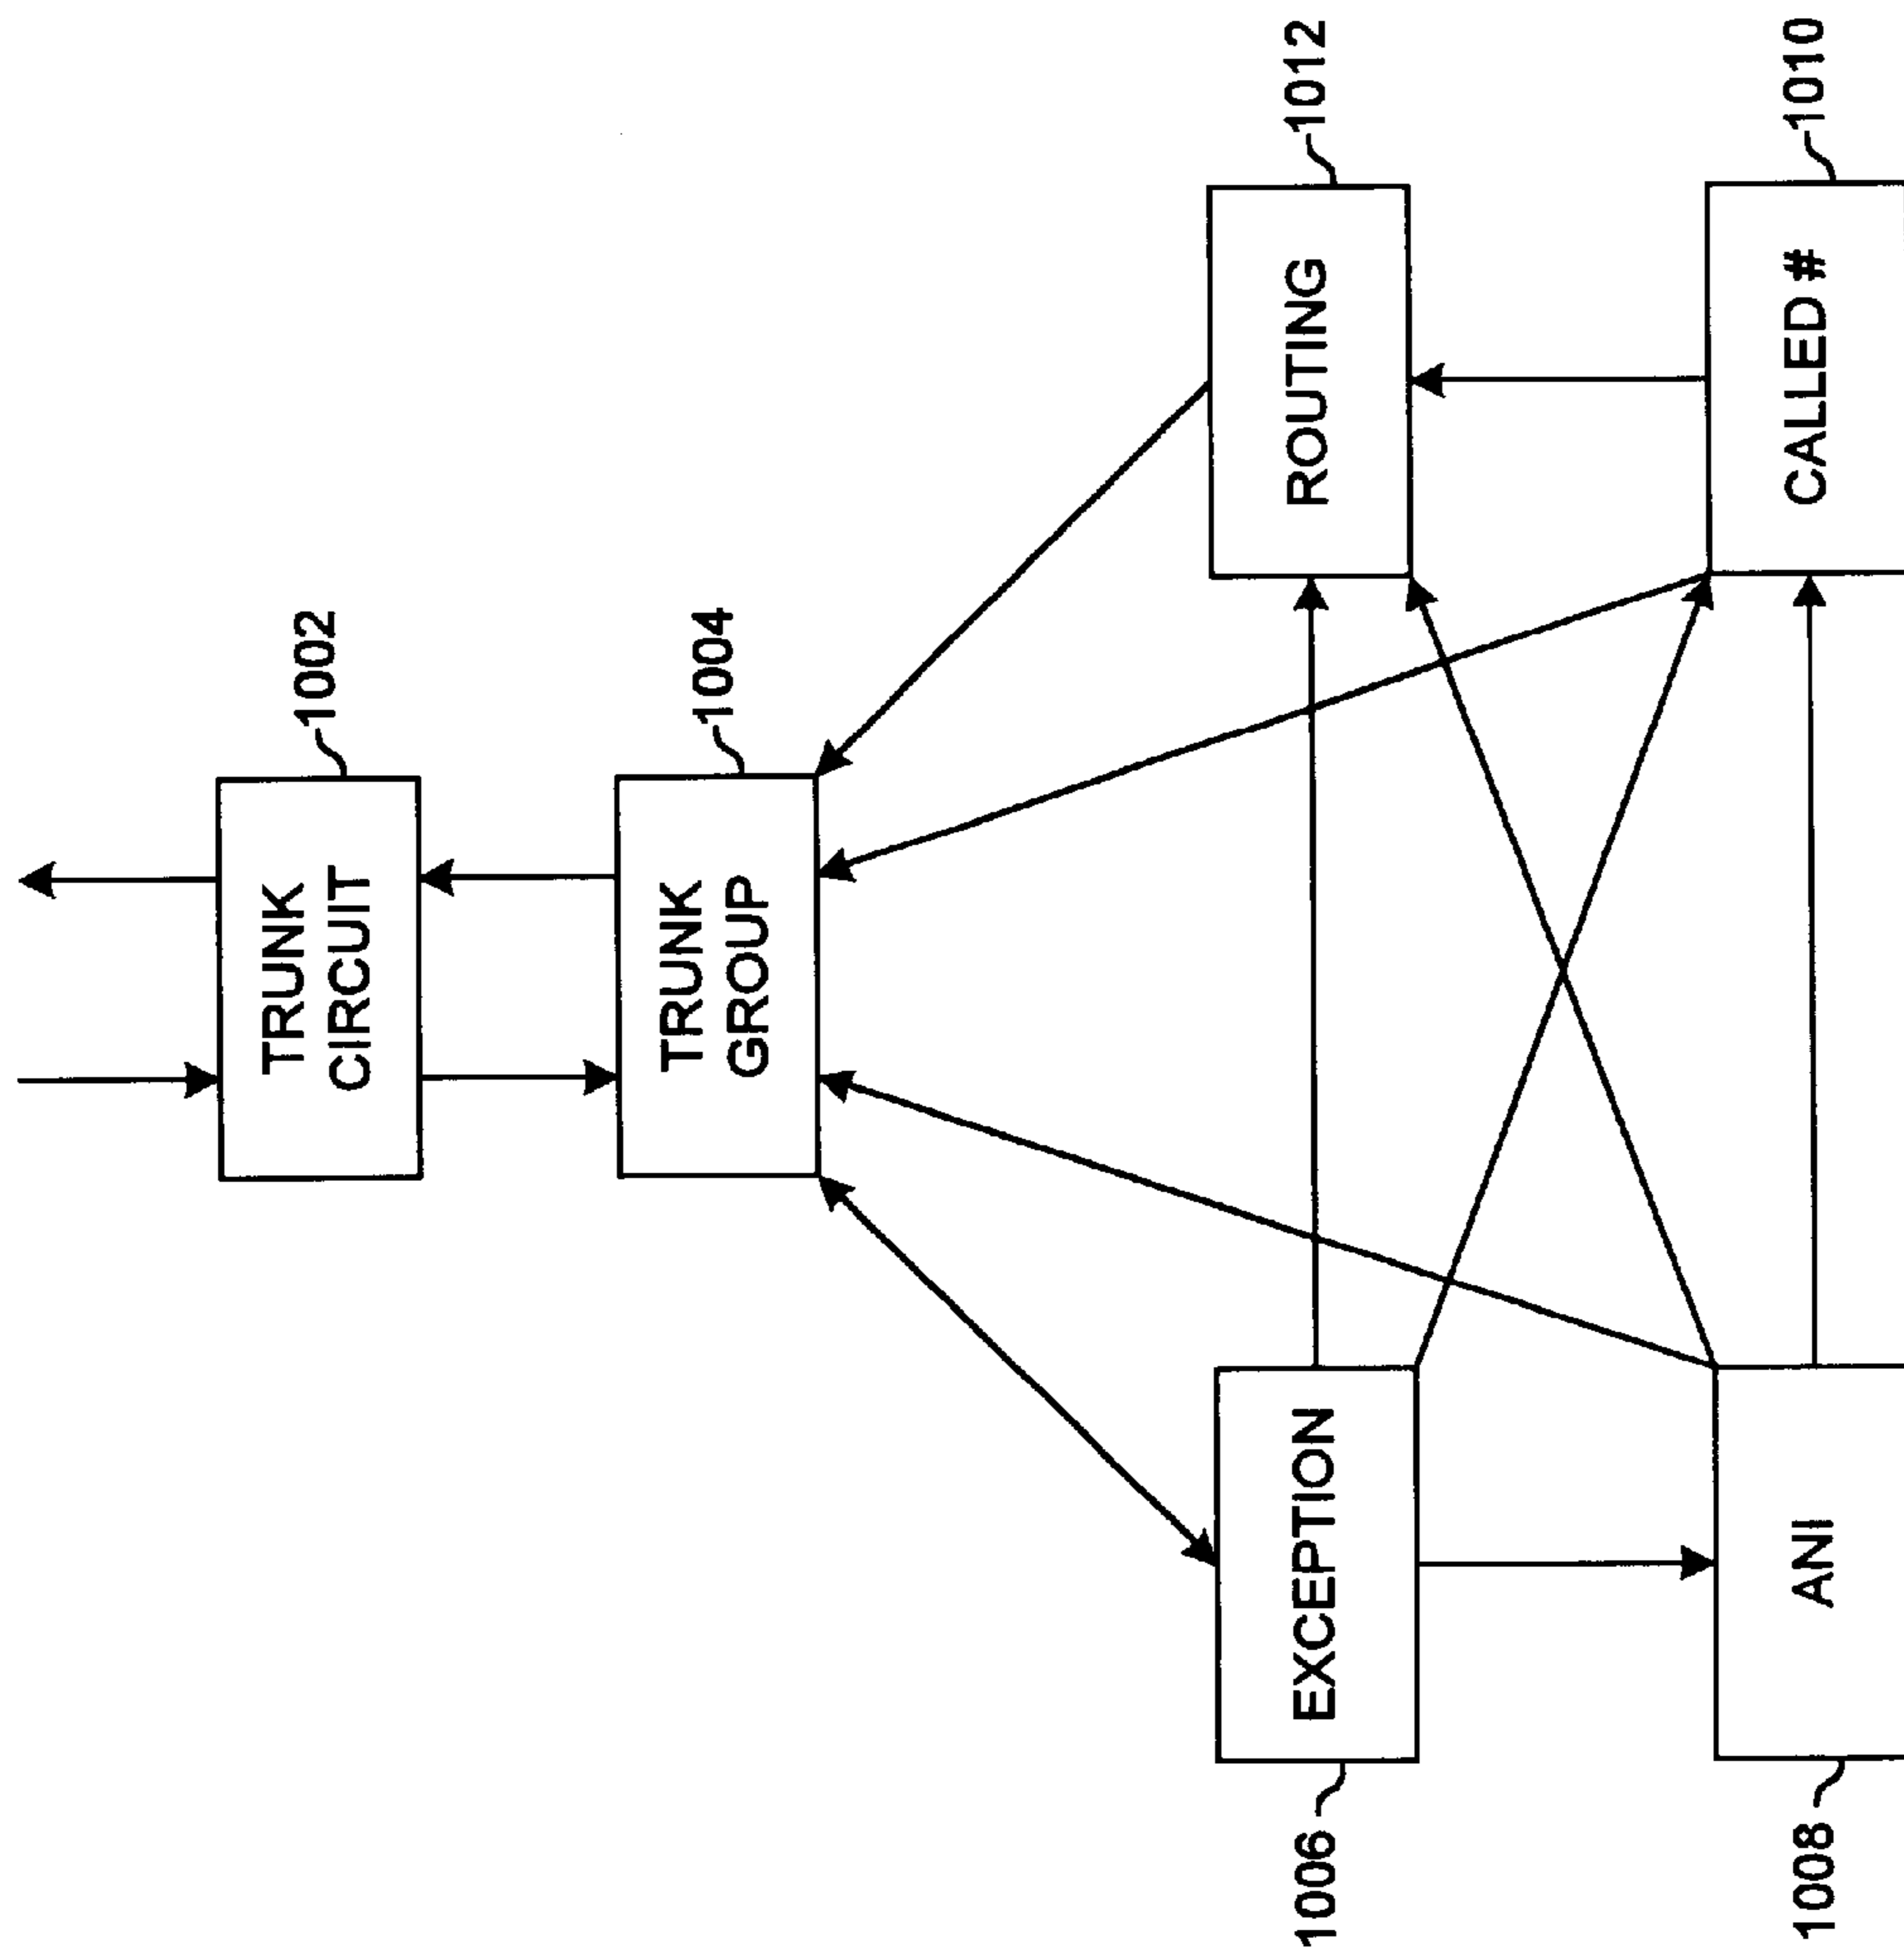 1002
TRUNK
CIRCUIT
1004
TRUNK
GROUP
1006
EXCEPTION
ROUTING
1012
1008
ANI
CALLED #
1010